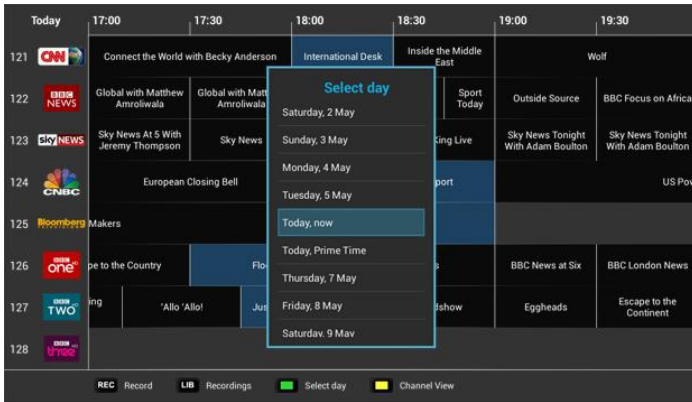 Today 17:00 17:30 18:00 18:30 19:00 19:30
121 CNN Connect the World with Becky Anderson International Desk Inside the Middle East Wolf
122 BBC NEWS Global with Matthew Amroliwala Global with Matt Amroliwala Sport Today Outside Source BBC Focus on Africa
123 sky NEWS Sky News At 5 With Jeremy Thompson Sky News King Live Sky News Tonight With Adam Boulton Sky News Tonight With Adam Boulton
124 CNBC European Closing Bell port US Pow
125 Bloomberg Makers
126 BBC one HD pe to the Country Flo s BBC News at Six BBC London News
127 BBC TWO HD ing 'Allo 'Allo! Jus dshow Eggheads Escape to the Continent
128 BBC three HD
Select day
Saturday, 2 May
Sunday, 3 May
Monday, 4 May
Tuesday, 5 May
Today, now
Today, Prime Time
Thursday, 7 May
Friday, 8 May
Saturday, 9 May
REC Record LIB Recordings Select day Channel View